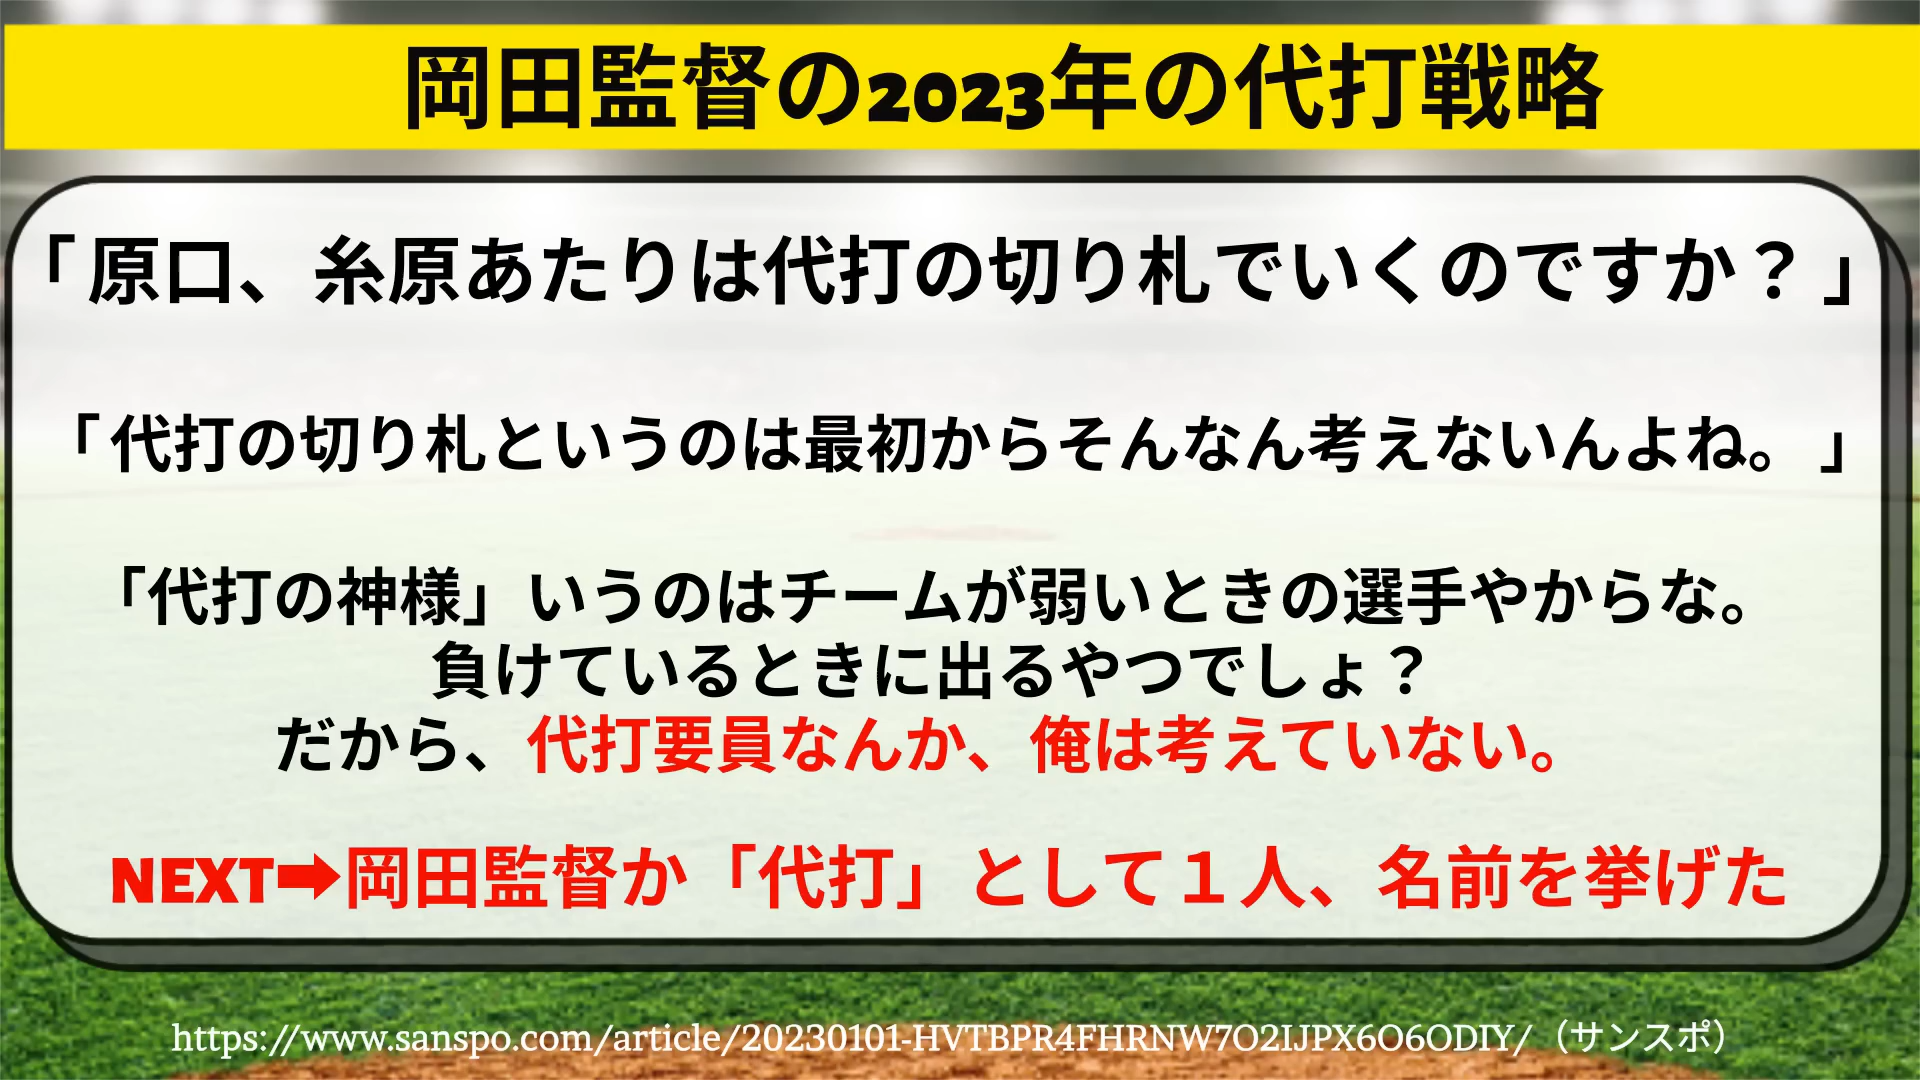 岡田監督の2023年の代打戦略
「原口、糸原あたりは代打の切り札でいくのですか？」
「代打の切り札というのは最初からそんなん考えないんよね。」
「代打の神様」いうのはチームが弱いときの選手やからな。
負けているときに出るやつでしょ？
だから、代打要員なんか、俺は考えていない。
NEXT➡岡田監督か「代打」として１人、名前を挙げた
https://www.sanspo.com/article/20230101-HVTBPR4FHRNW7O2IJPX6O6ODIY/（サンスポ）